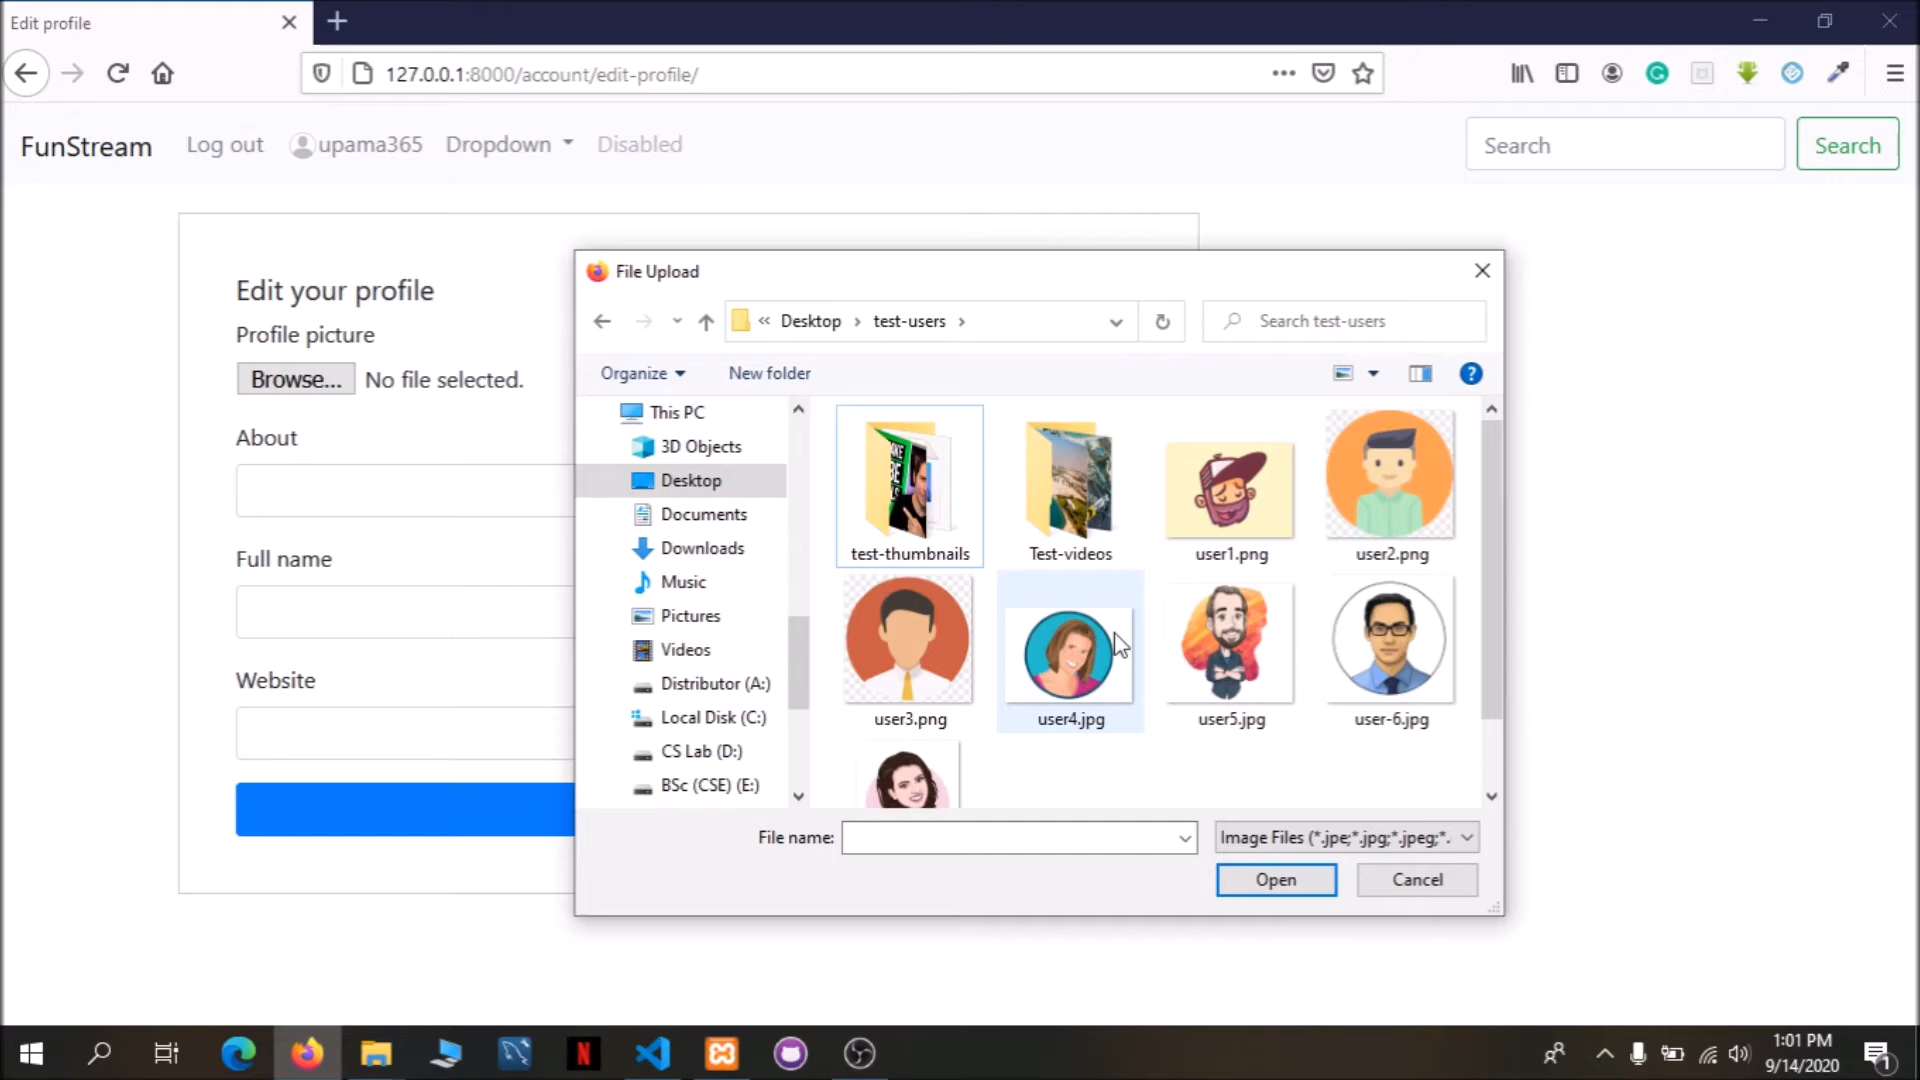 Edit profile
127.0.0.1:8000/account/edit-profile/
FunStream
Log out
upama365
Dropdown
Disabled
Search
Search
Edit your profile
Profile picture
Browse...
No file selected.
About
Full name
Website
File Upload
« Desktop › test-users ›
Search test-users
Organize
New folder
This PC
3D Objects
Desktop
Documents
Downloads
Music
Pictures
Videos
Distributor (A:)
Local Disk (C:)
CS Lab (D:)
BSc (CSE) (E:)
test-thumbnails
Test-videos
user1.png
user2.png
user3.png
user4.jpg
user5.jpg
user-6.jpg
File name:
Image Files (*.jpe;*.jpg;*.jpeg;*.
Open
Cancel
1:01 PM
9/14/2020
1